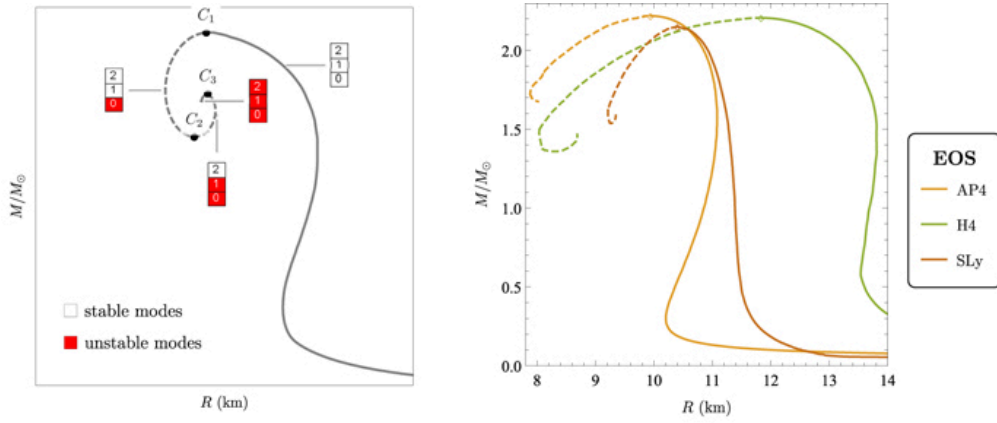 C₁
C₂
C₃
2
1
0
2
1
0
2
1
0
2
1
0
stable modes
unstable modes
M/M⊙
R (km)
2.0
1.5
1.0
0.5
0.0
8
9
10
11
12
13
14
M/M⊙
R (km)
EOS
AP4
H4
SLy